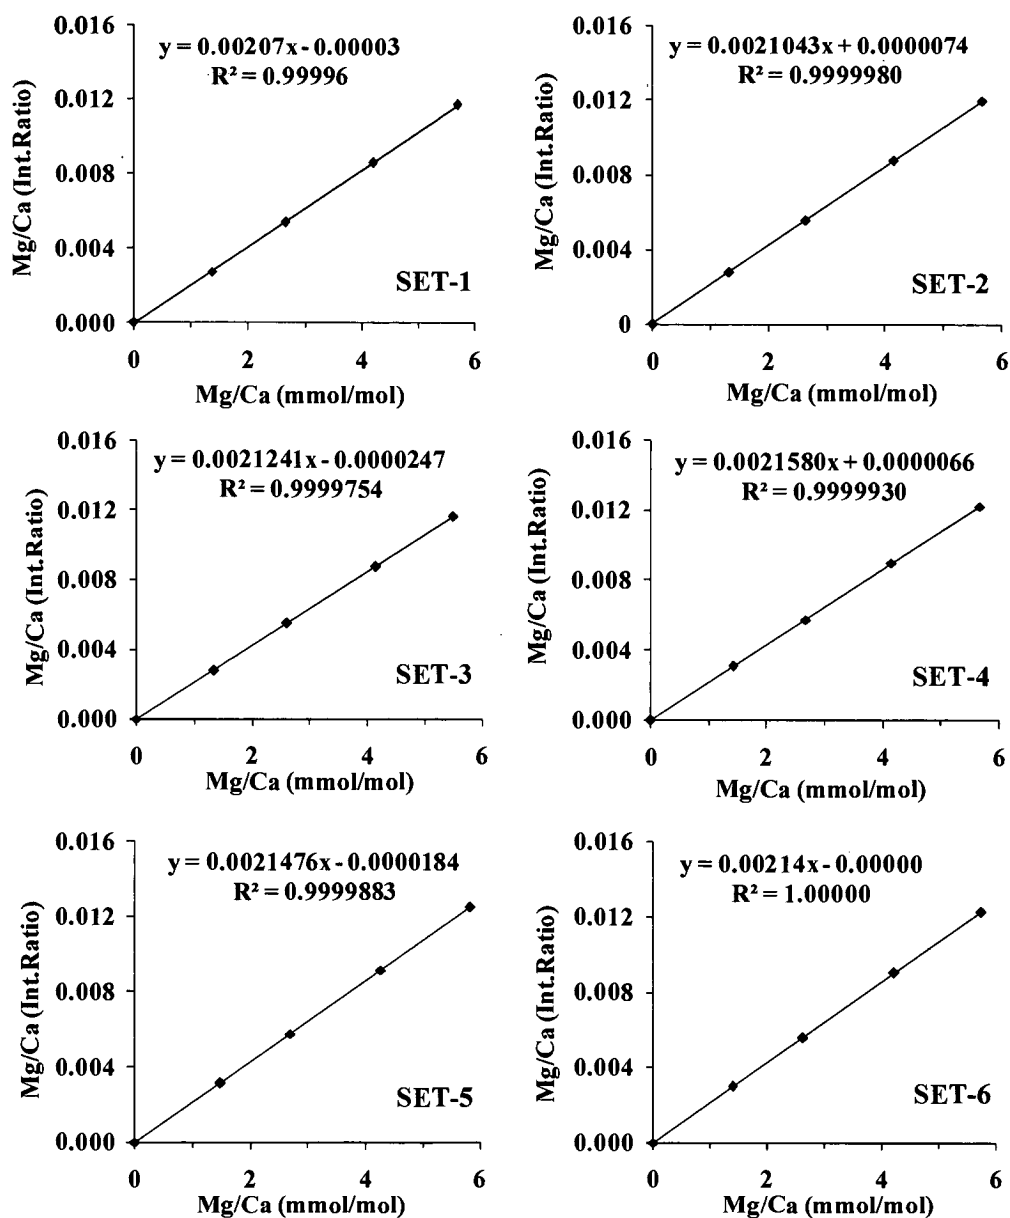 0.016
0.012
0.008
0.004
0.000
Mg/Ca (Int.Ratio)
y = 0.00207x - 0.00003
R² = 0.99996
SET-1
0 2 4 6
Mg/Ca (mmol/mol)
0.016
0.012
0.008
0.004
0
Mg/Ca (Int.Ratio)
y = 0.0021043x + 0.0000074
R² = 0.9999980
SET-2
0 2 4 6
Mg/Ca (mmol/mol)
0.016
0.012
0.008
0.004
0.000
Mg/Ca (Int.Ratio)
y = 0.0021241x - 0.0000247
R² = 0.9999754
SET-3
0 2 4 6
Mg/Ca (mmol/mol)
0.016
0.012
0.008
0.004
0.000
Mg/Ca (Int.Ratio)
y = 0.0021580x + 0.0000066
R² = 0.9999930
SET-4
0 2 4 6
Mg/Ca (mmol/mol)
0.016
0.012
0.008
0.004
0.000
Mg/Ca (Int.Ratio)
y = 0.0021476x - 0.0000184
R² = 0.9999883
SET-5
0 2 4 6
Mg/Ca (mmol/mol)
0.016
0.012
0.008
0.004
0.000
Mg/Ca (Int.Ratio)
y = 0.00214x - 0.00000
R² = 1.00000
SET-6
0 2 4 6
Mg/Ca (mmol/mol)